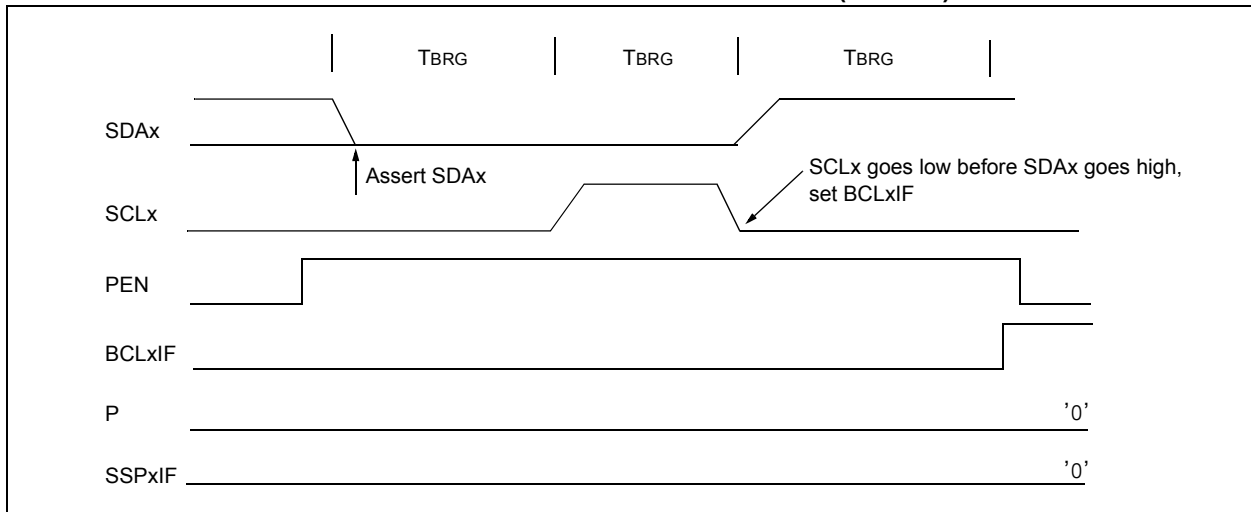 TBRG TBRG TBRG
SDAx
Assert SDAx
SCLx goes low before SDAx goes high,
set BCLxIF
SCLx
PEN
BCLxIF
P '0'
SSPxIF '0'